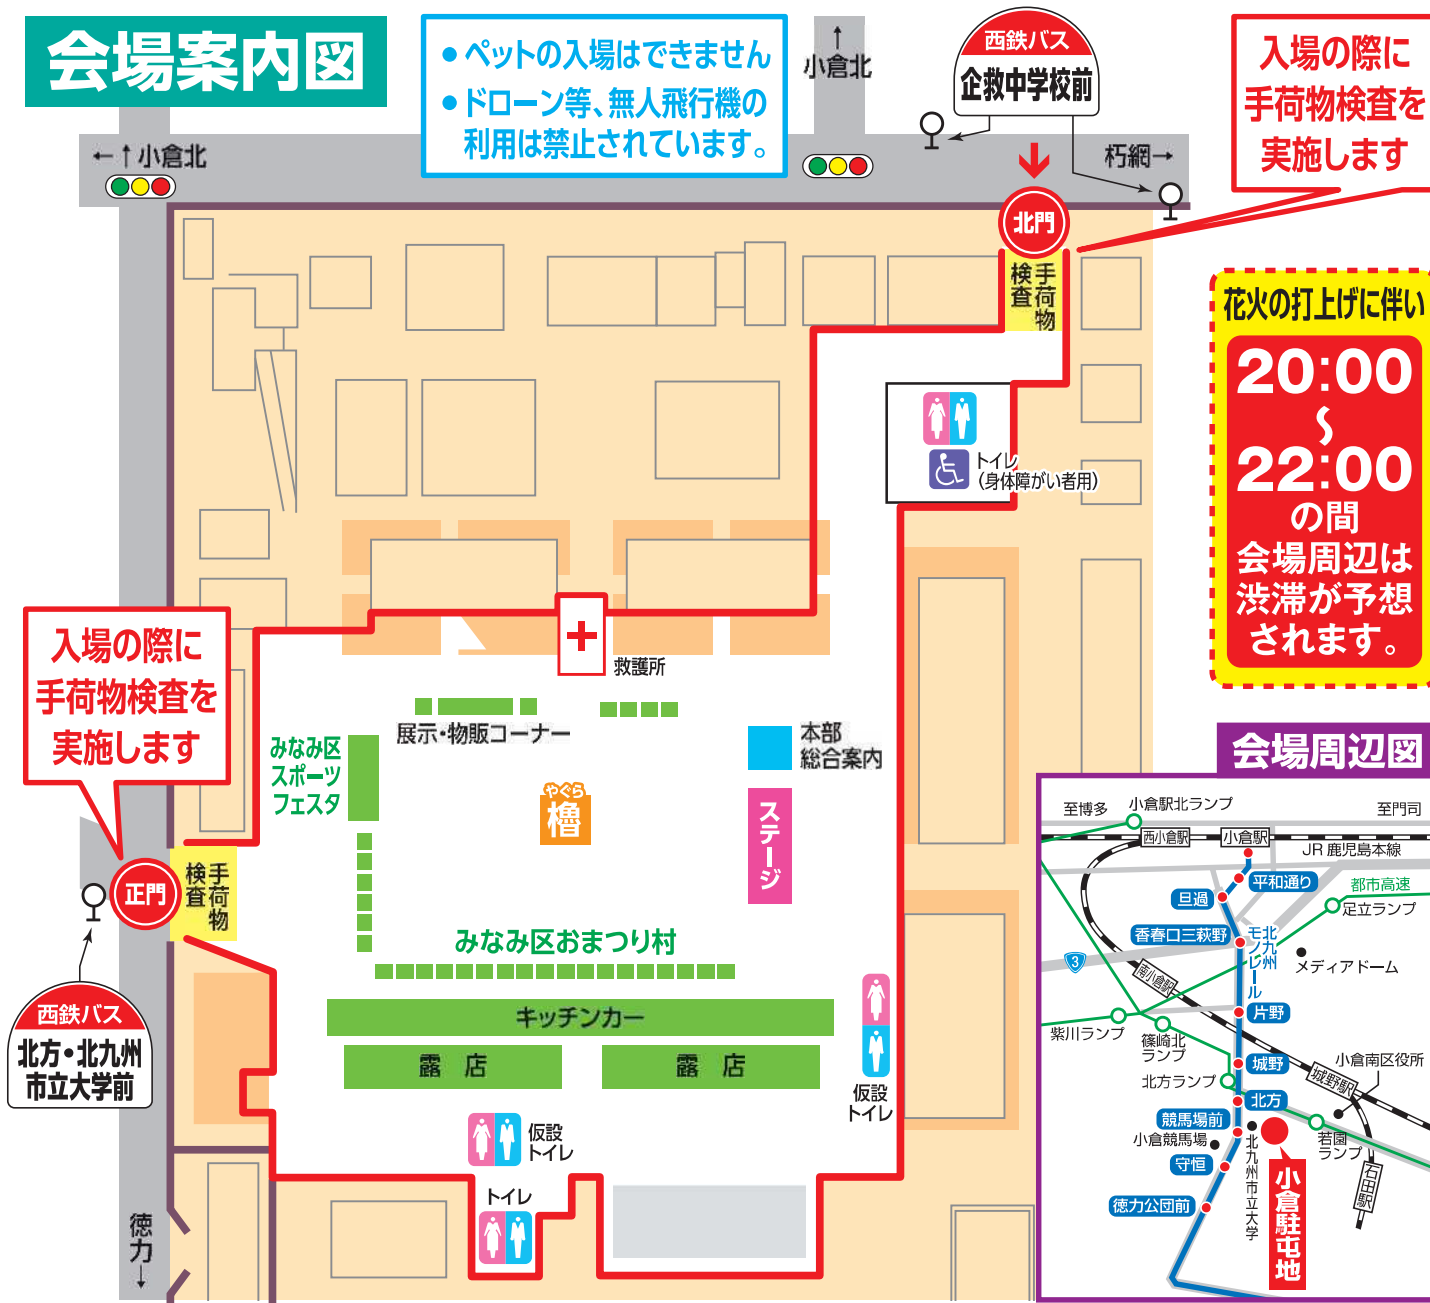 会場案内図
●ペットの入場はできません
●ドローン等、無人飛行機の
利用は禁止されています。
↑
小倉北
西鉄バス
企救中学校前
入場の際に
手荷物検査を
実施します
←↑小倉北
朽網→
北門
手荷物
検査
花火の打上げに伴い
20:00
〜
22:00
の間
会場周辺は
渋滞が予想
されます。
トイレ
(身体障がい者用)
入場の際に
手荷物検査を
実施します
救護所
展示・物販コーナー
本部
総合案内
みなみ区
スポーツ
フェスタ
やぐら
櫓
ステージ
正門
手荷物
検査
みなみ区おまつり村
西鉄バス
北方・北九州
市立大学前
キッチンカー
露店
露店
仮設
トイレ
仮設
トイレ
トイレ
徳力
↓
会場周辺図
至博多
小倉駅北ランプ
至門司
西小倉駅
小倉駅
JR鹿児島本線
平和通り
都市高速
旦過
足立ランプ
香春口三萩野
北九州
モノレール
3
南小倉駅
メディアドーム
片野
紫川ランプ
篠崎北
ランプ
城野
城野駅
小倉南区役所
北方ランプ
北方
競馬場前
小倉競馬場
若園
ランプ
守恒
北九州市立大学
石田駅
徳力公団前
小倉駐屯地